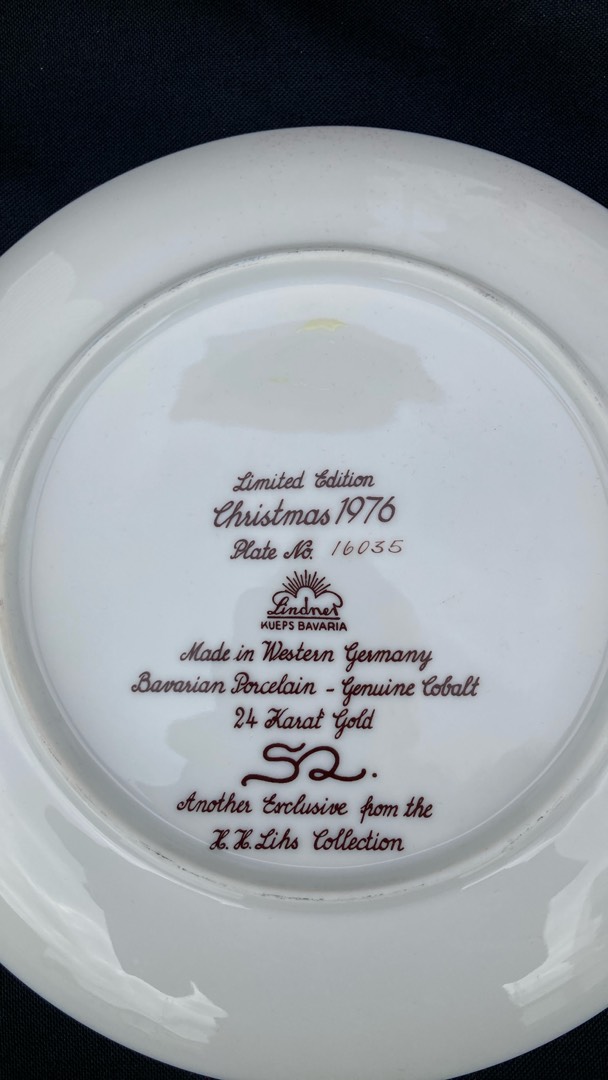 Limited Edition
Christmas 1976
Plate No. 16035
Lindner
KUEPS BAVARIA
Made in Western Germany
Bavarian Porcelain - Genuine Cobalt
24 Karat Gold
Another Exclusive from the
H.H.Lihs Collection